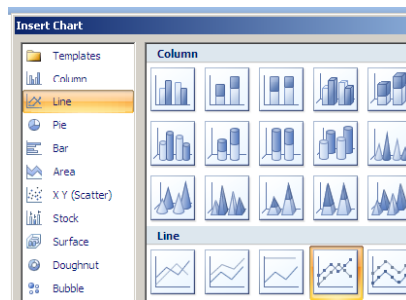 Insert Chart
Templates
Column
Line
Pie
Bar
Area
X Y (Scatter)
Stock
Surface
Doughnut
Bubble
Column
Line